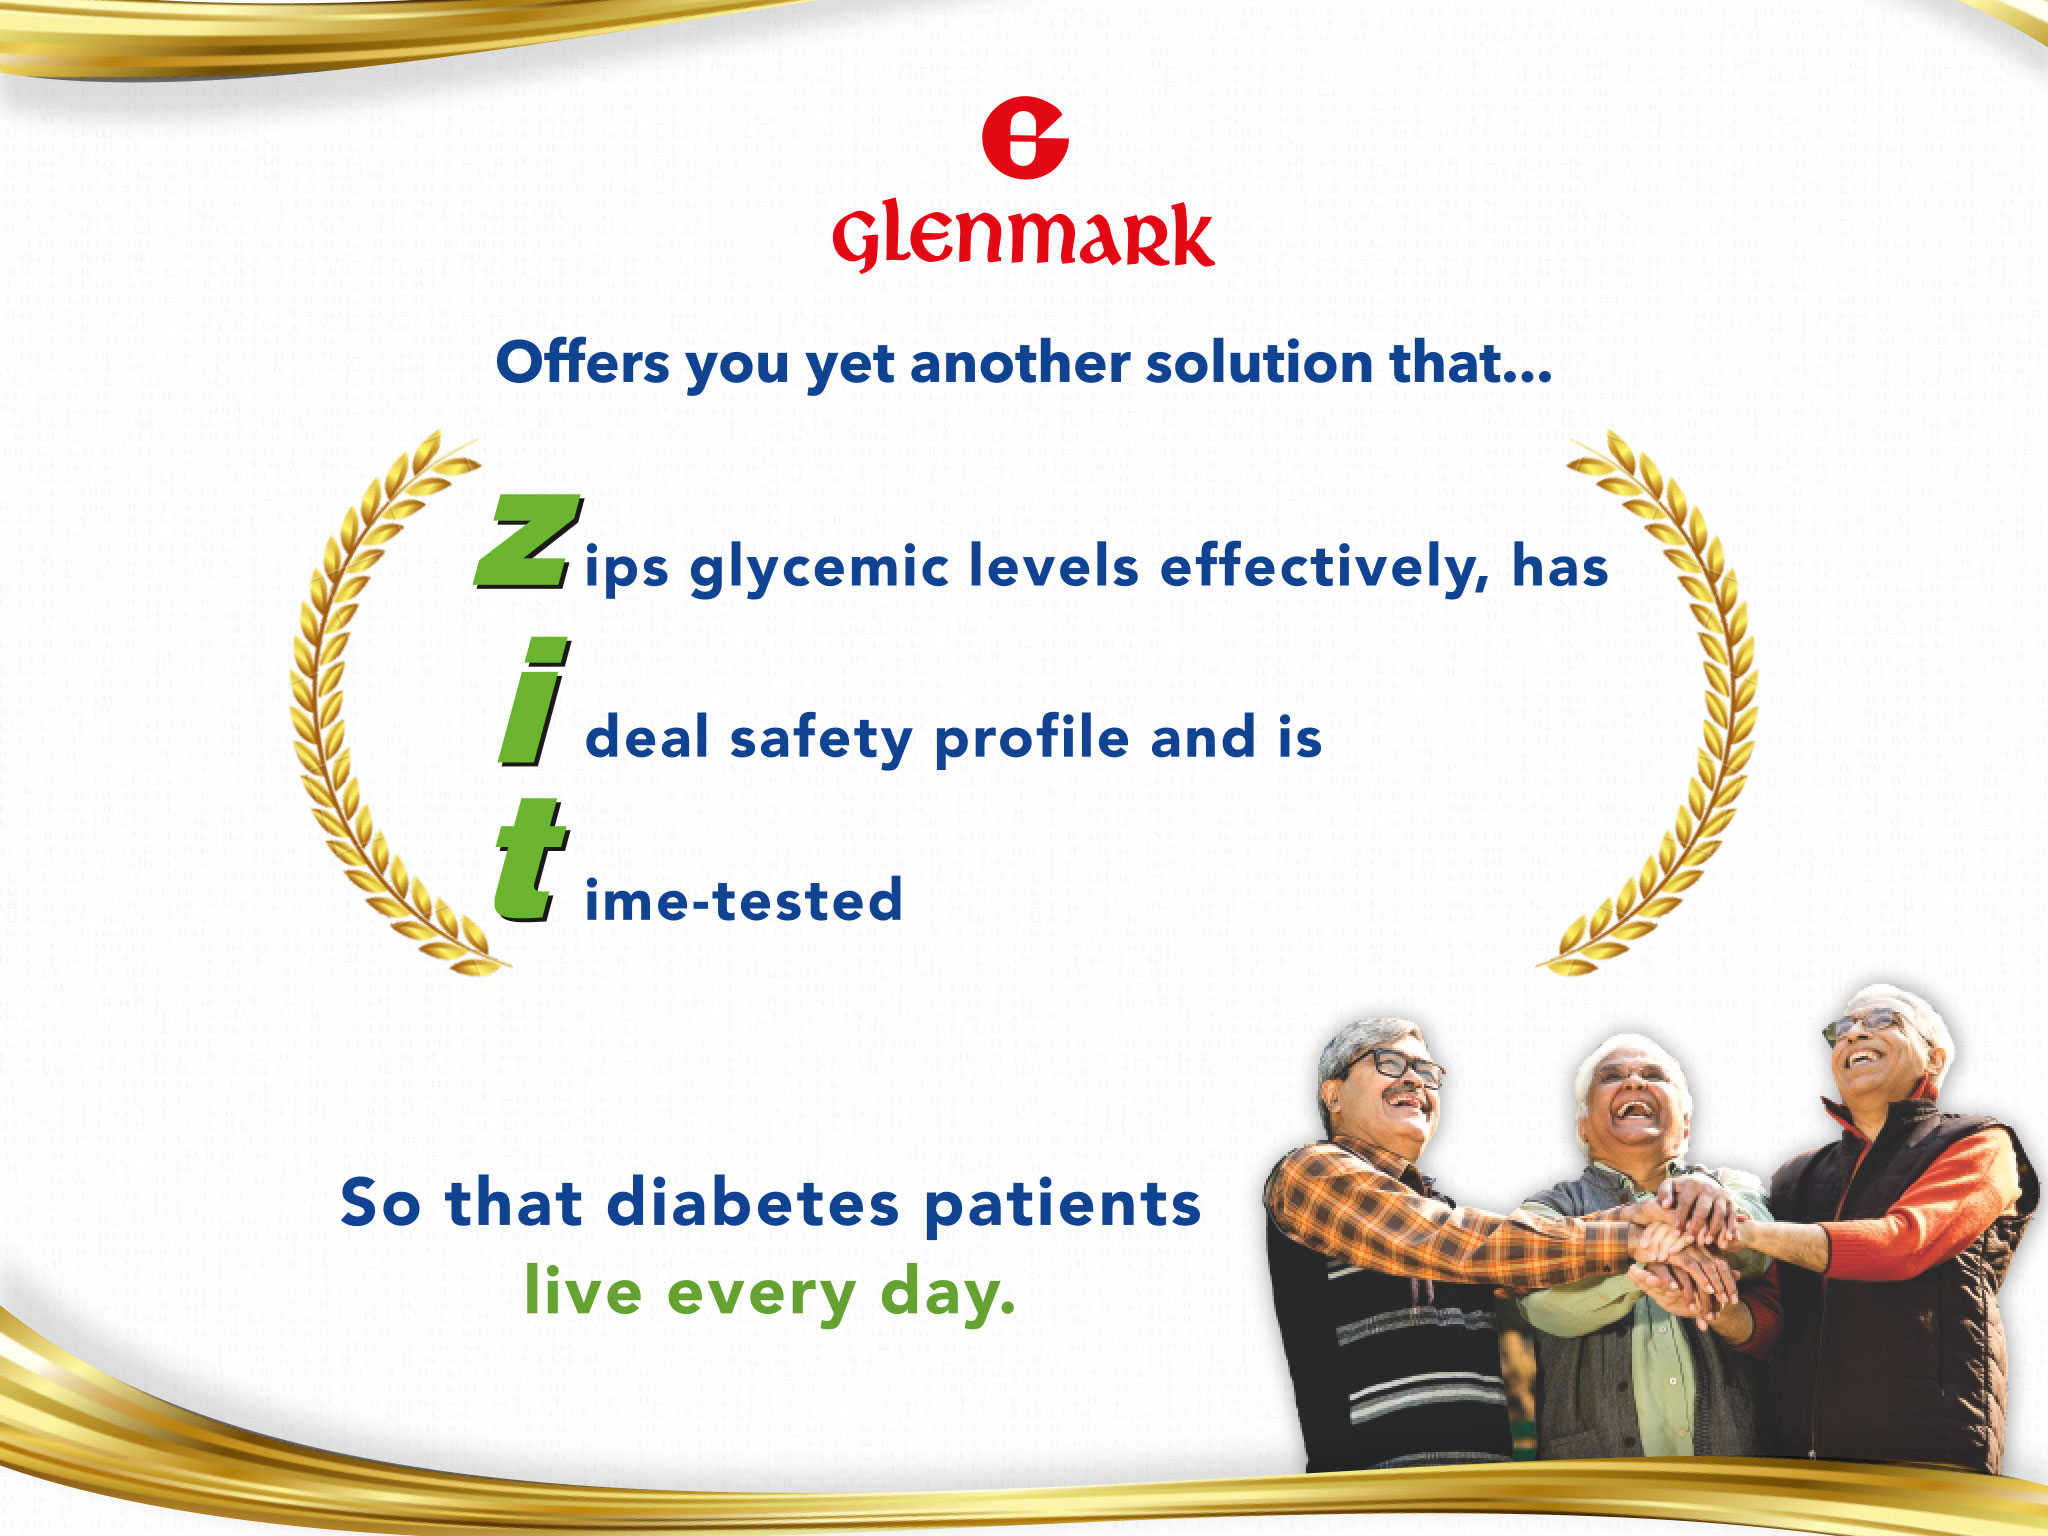 GLENMARK
Offers you yet another solution that...
zips glycemic levels effectively, has
ideal safety profile and is
time-tested
So that diabetes patients
live every day.